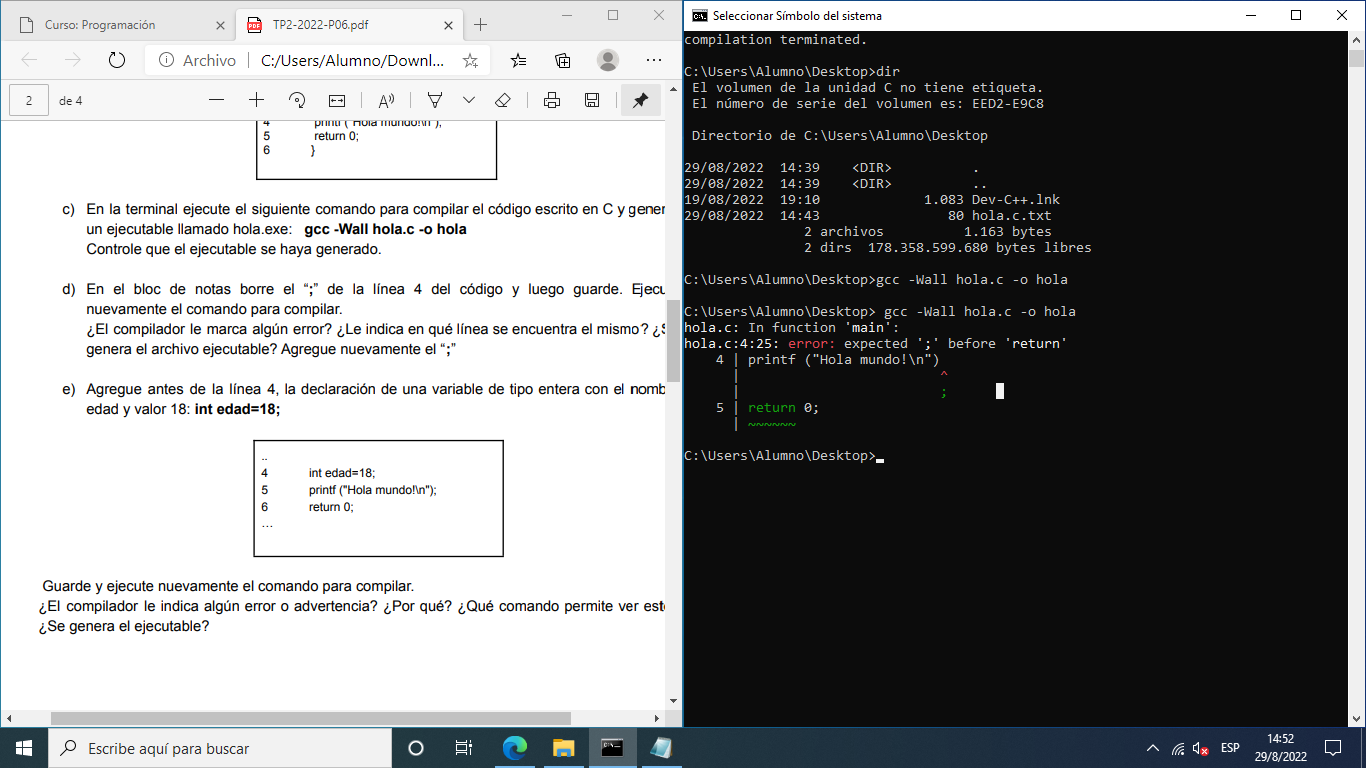 Curso: Programación
TP2-2022-P06.pdf
Archivo
C:/Users/Alumno/Downl...
2
de 4
4 printf ("Hola mundo!\n");
5 return 0;
6 }
c) En la terminal ejecute el siguiente comando para compilar el código escrito en C y gener
un ejecutable llamado hola.exe: gcc -Wall hola.c -o hola
Controle que el ejecutable se haya generado.
d) En el bloc de notas borre el “;” de la línea 4 del código y luego guarde. Ejecu
nuevamente el comando para compilar.
¿El compilador le marca algún error? ¿Le indica en qué línea se encuentra el mismo? ¿S
genera el archivo ejecutable? Agregue nuevamente el “;”
e) Agregue antes de la línea 4, la declaración de una variable de tipo entera con el nomb
edad y valor 18: int edad=18;
..
4 int edad=18;
5 printf ("Hola mundo!\n");
6 return 0;
…
Guarde y ejecute nuevamente el comando para compilar.
¿El compilador le indica algún error o advertencia? ¿Por qué? ¿Qué comando permite ver est
¿Se genera el ejecutable?
Seleccionar Símbolo del sistema
compilation terminated.
C:\Users\Alumno\Desktop>dir
El volumen de la unidad C no tiene etiqueta.
El número de serie del volumen es: EED2-E9C8
Directorio de C:\Users\Alumno\Desktop
29/08/2022 14:39 <DIR> .
29/08/2022 14:39 <DIR> ..
19/08/2022 19:10 1.083 Dev-C++.lnk
29/08/2022 14:43 80 hola.c.txt
2 archivos 1.163 bytes
2 dirs 178.358.599.680 bytes libres
C:\Users\Alumno\Desktop>gcc -Wall hola.c -o hola
C:\Users\Alumno\Desktop> gcc -Wall hola.c -o hola
hola.c: In function 'main':
hola.c:4:25: error: expected ';' before 'return'
4 | printf ("Hola mundo!\n")
| ^
| ;
5 | return 0;
| ~~~~~~
C:\Users\Alumno\Desktop>
Escribe aquí para buscar
ESP
14:52
29/8/2022